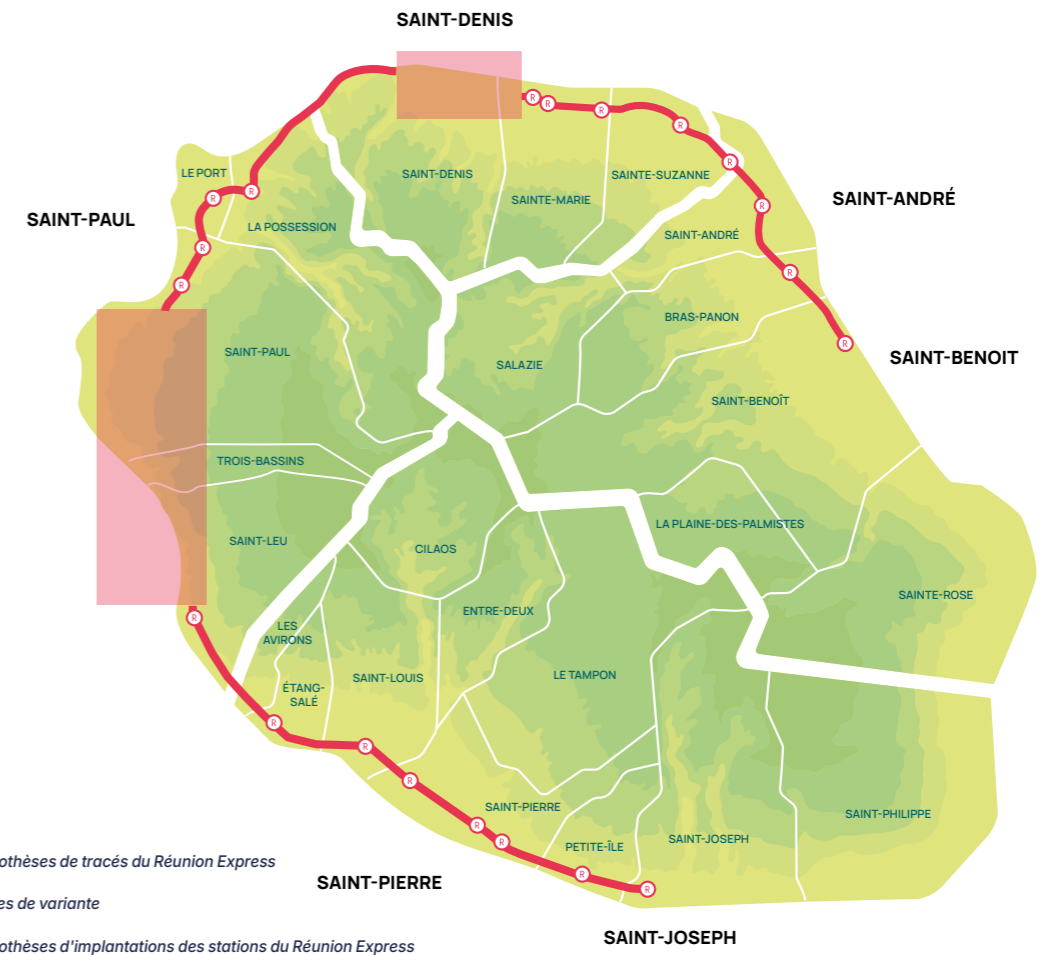 SAINT-DENIS
R R R R R R R R
LE PORT
SAINT-DENIS
SAINTE-SUZANNE
SAINTE-MARIE
SAINT-ANDRÉ
SAINT-PAUL
LA POSSESSION
SAINT-ANDRÉ
R R R R
BRAS-PANON
SAINT-PAUL
SALAZIE
SAINT-BENOIT
SAINT-BENOÎT
TROIS-BASSINS
LA PLAINE-DES-PALMISTES
SAINT-LEU
CILAOS
SAINTE-ROSE
ENTRE-DEUX
LES
AVIRONS
SAINT-LOUIS
LE TAMPON
ÉTANG-
SALÉ
R R R R R R R R
SAINT-PIERRE
SAINT-PHILIPPE
SAINT-JOSEPH
PETITE-ÎLE
othèses de tracés du Réunion Express
SAINT-PIERRE
es de variante
SAINT-JOSEPH
othèses d'implantations des stations du Réunion Express